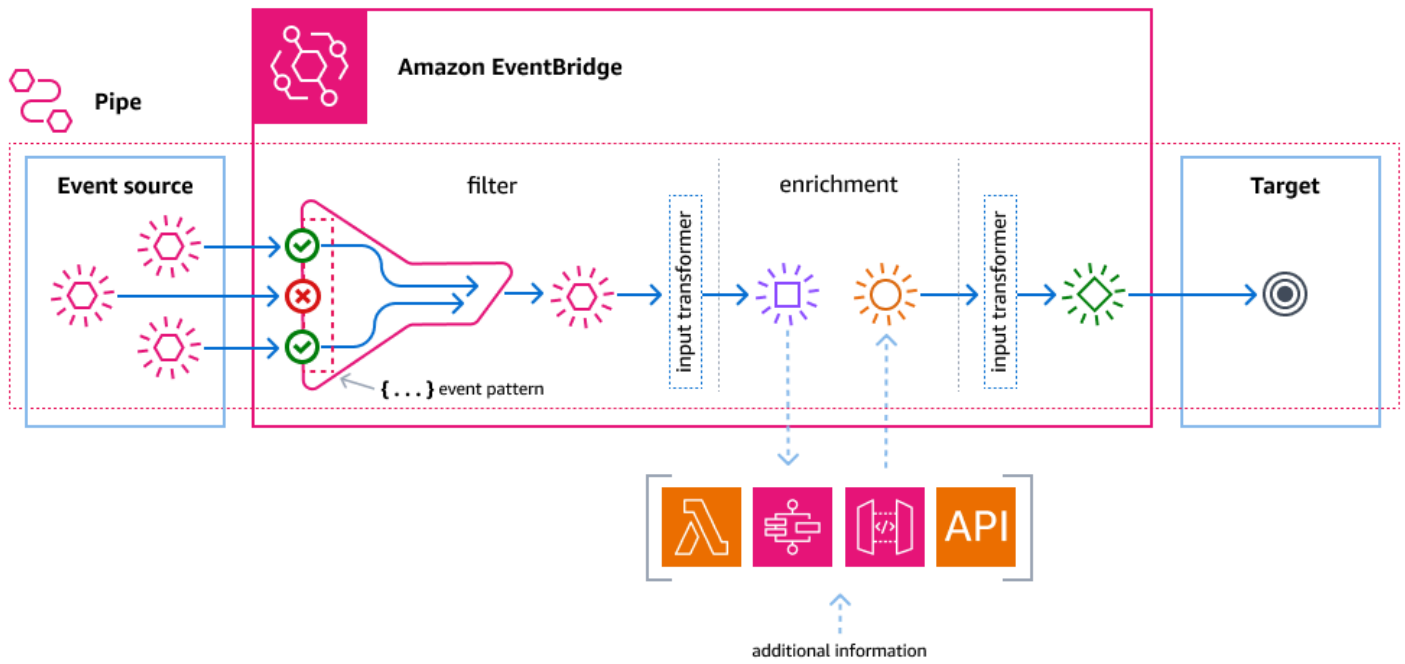 Amazon EventBridge
Pipe
Event source
filter
enrichment
Target
input transformer
input transformer
{...} event pattern
API
</>
additional information